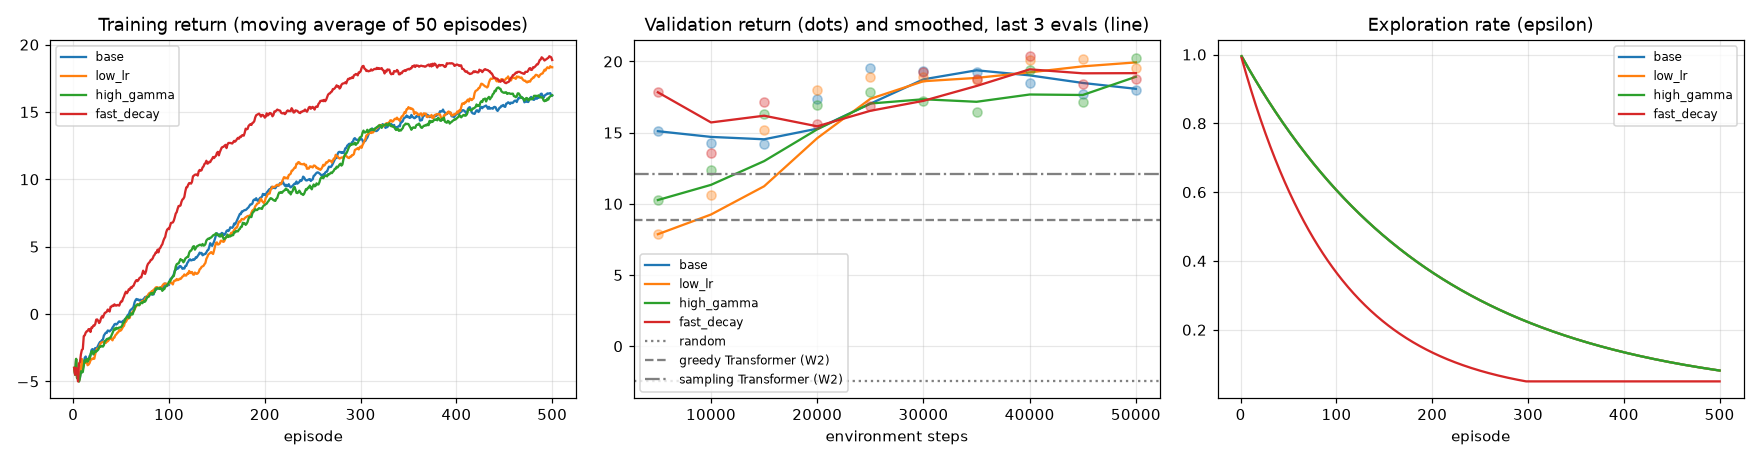 Training return (moving average of 50 episodes)
20
15
10
5
0
−5
base
low_lr
high_gamma
fast_decay
0 100 200 300 400 500
episode
Validation return (dots) and smoothed, last 3 evals (line)
20
15
10
5
0
base
low_lr
high_gamma
fast_decay
random
greedy Transformer (W2)
sampling Transformer (W2)
10000 20000 30000 40000 50000
environment steps
Exploration rate (epsilon)
1.0
0.8
0.6
0.4
0.2
base
low_lr
high_gamma
fast_decay
0 100 200 300 400 500
episode